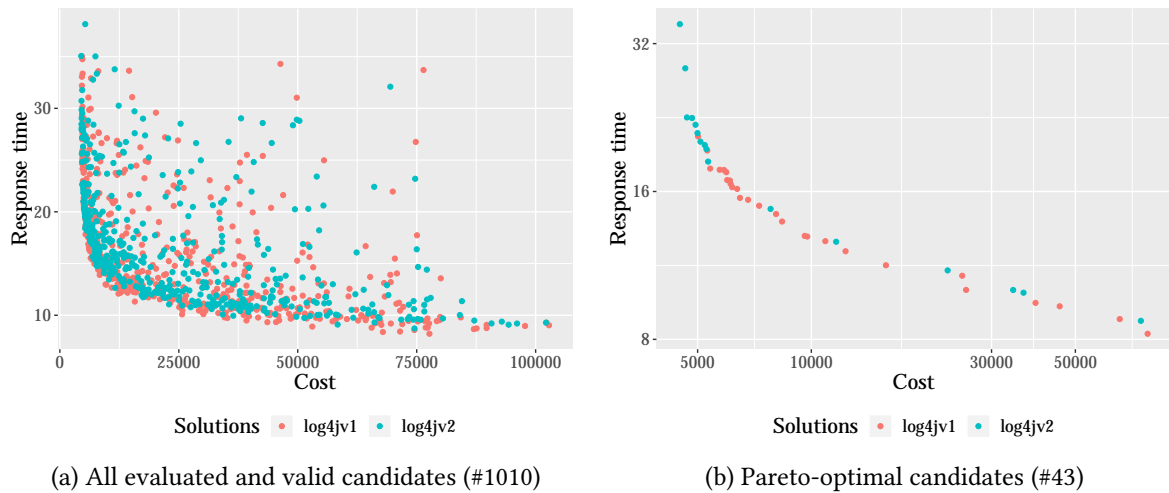 Response time
30
20
10
0
25000
50000
75000
100000
Cost
Solutions
log4jv1
log4jv2
(a) All evaluated and valid candidates (#1010)
Response time
32
16
8
5000
10000
30000
50000
Cost
Solutions
log4jv1
log4jv2
(b) Pareto-optimal candidates (#43)